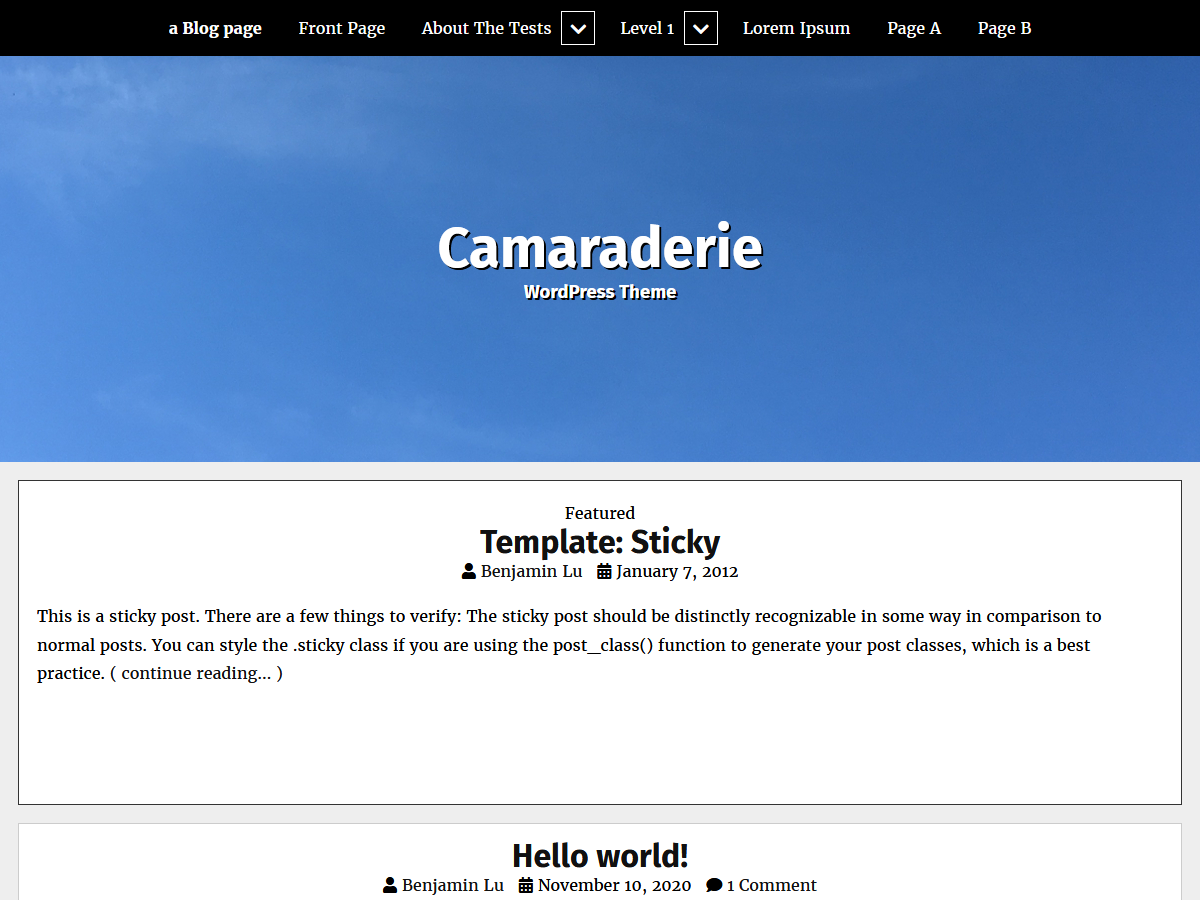 a Blog page Front Page About The Tests Level 1 Lorem Ipsum Page A Page B
Camaraderie
WordPress Theme
Featured
Template: Sticky
Benjamin Lu January 7, 2012
This is a sticky post. There are a few things to verify: The sticky post should be distinctly recognizable in some way in comparison to
normal posts. You can style the .sticky class if you are using the post_class() function to generate your post classes, which is a best
practice. ( continue reading... )
Hello world!
Benjamin Lu November 10, 2020 1 Comment